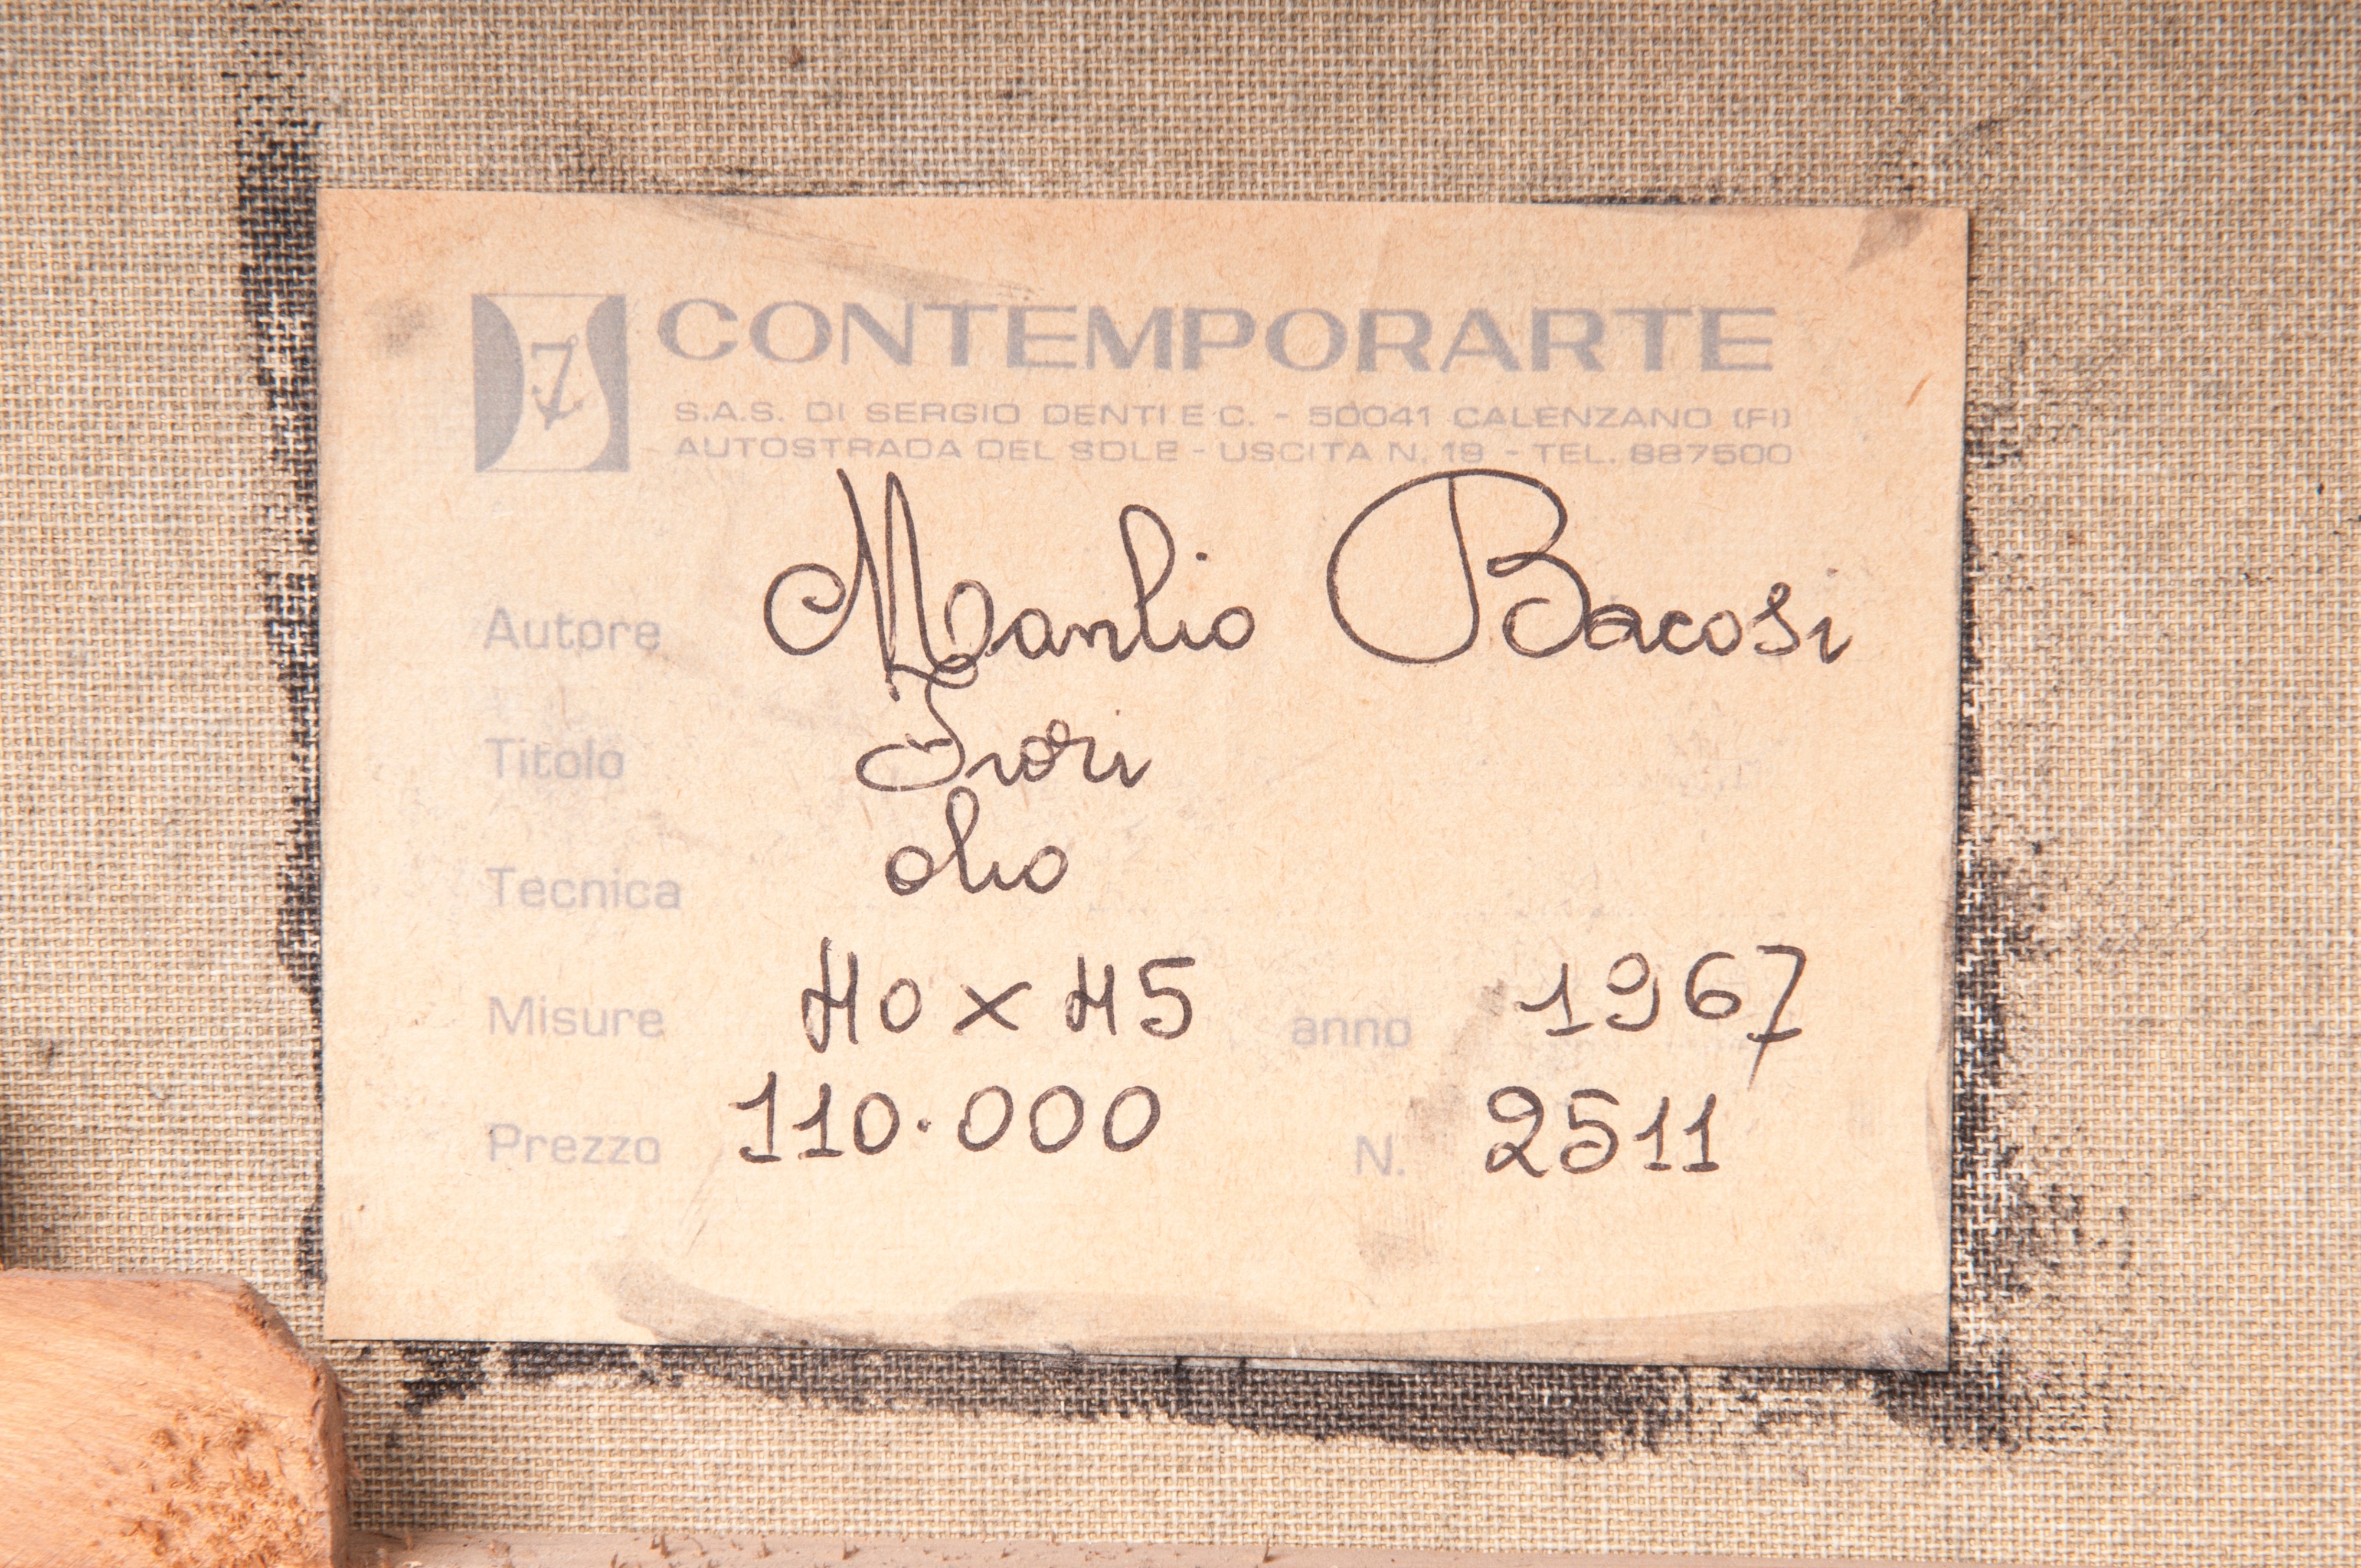 CONTEMPORARTE
S.A.S. DI SERGIO DENTI E C. - 50041 CALENZANO (FI)
AUTOSTRADA DEL SOLE - USCITA N. 19 - TEL. 887500
Autore Manlio Bacosi
Titolo Fiori
Tecnica olio
Misure 40 x 45 anno 1967
Prezzo 110.000 N. 2511